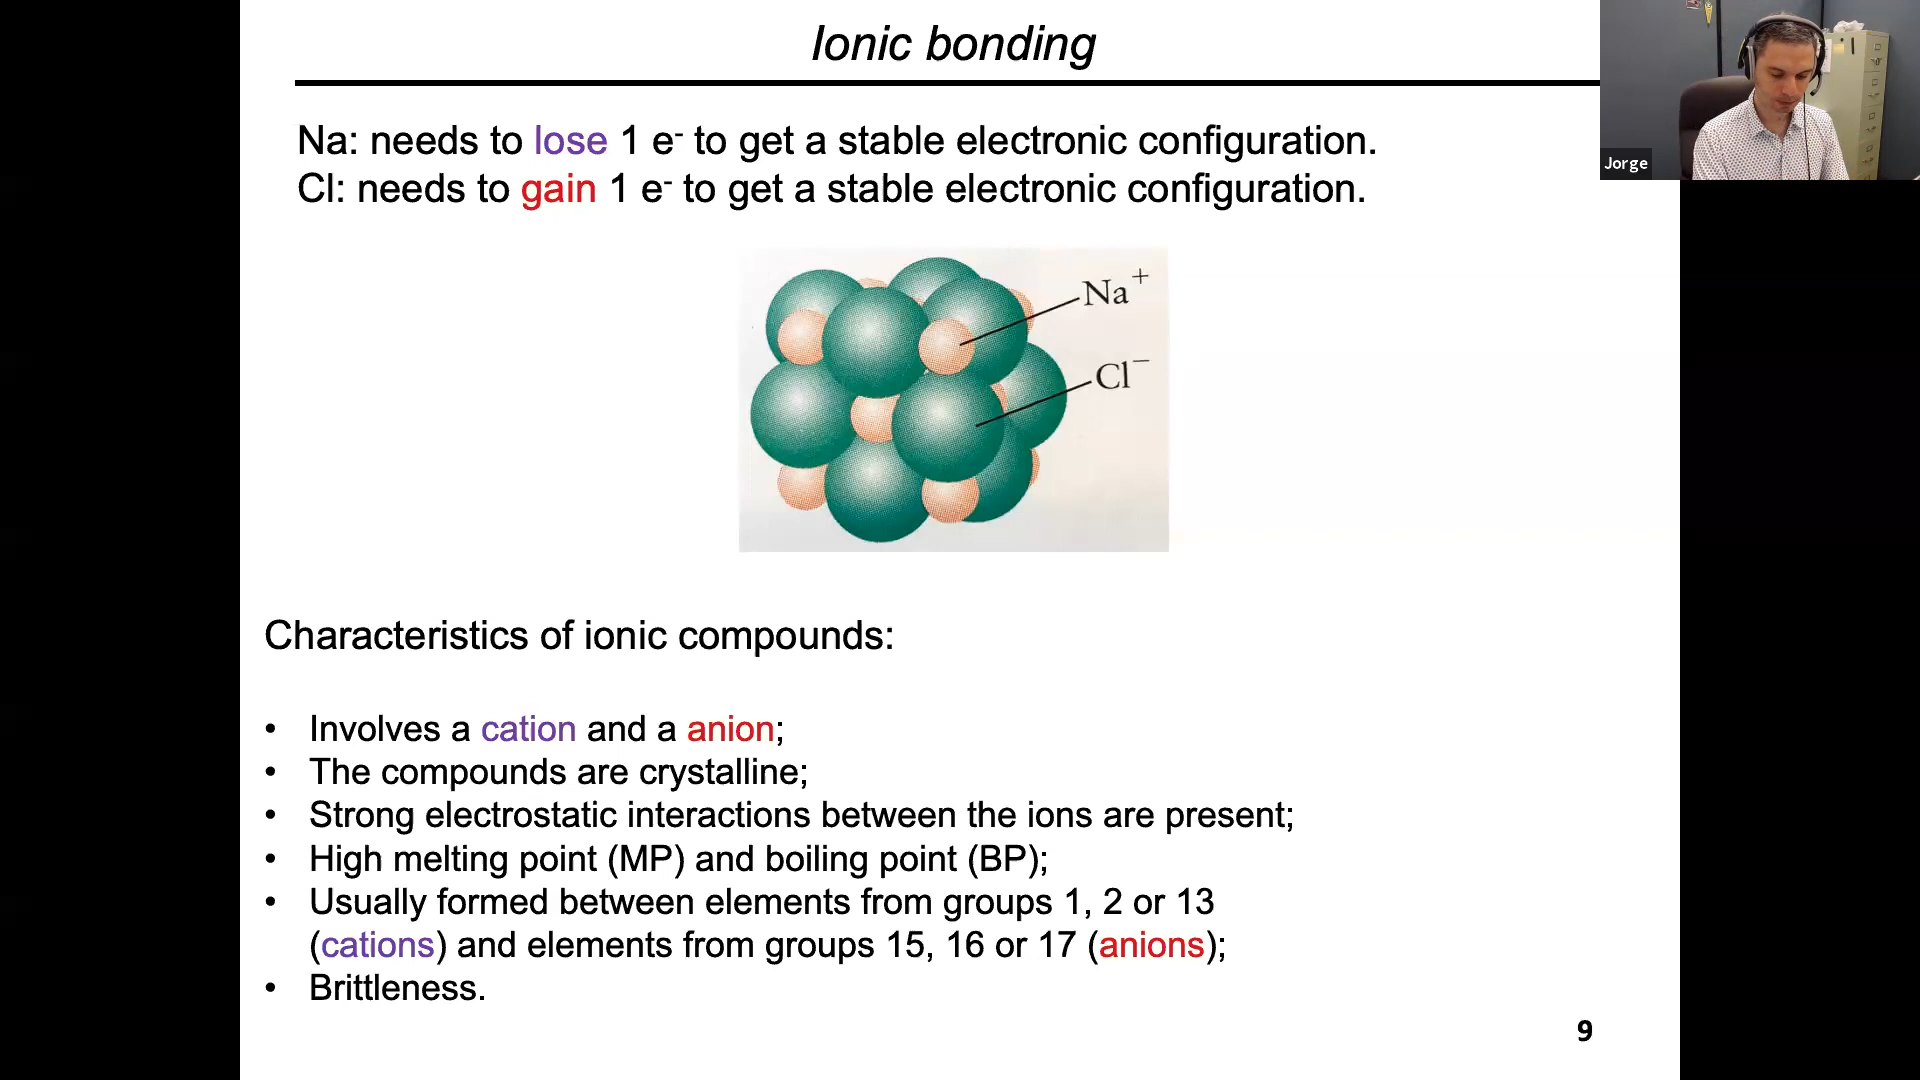 Ionic bonding
Jorge
Na: needs to lose 1 e⁻ to get a stable electronic configuration.
Cl: needs to gain 1 e⁻ to get a stable electronic configuration.
Na⁺
Cl⁻
Characteristics of ionic compounds:
• Involves a cation and a anion;
• The compounds are crystalline;
• Strong electrostatic interactions between the ions are present;
• High melting point (MP) and boiling point (BP);
• Usually formed between elements from groups 1, 2 or 13
(cations) and elements from groups 15, 16 or 17 (anions);
• Brittleness.
9